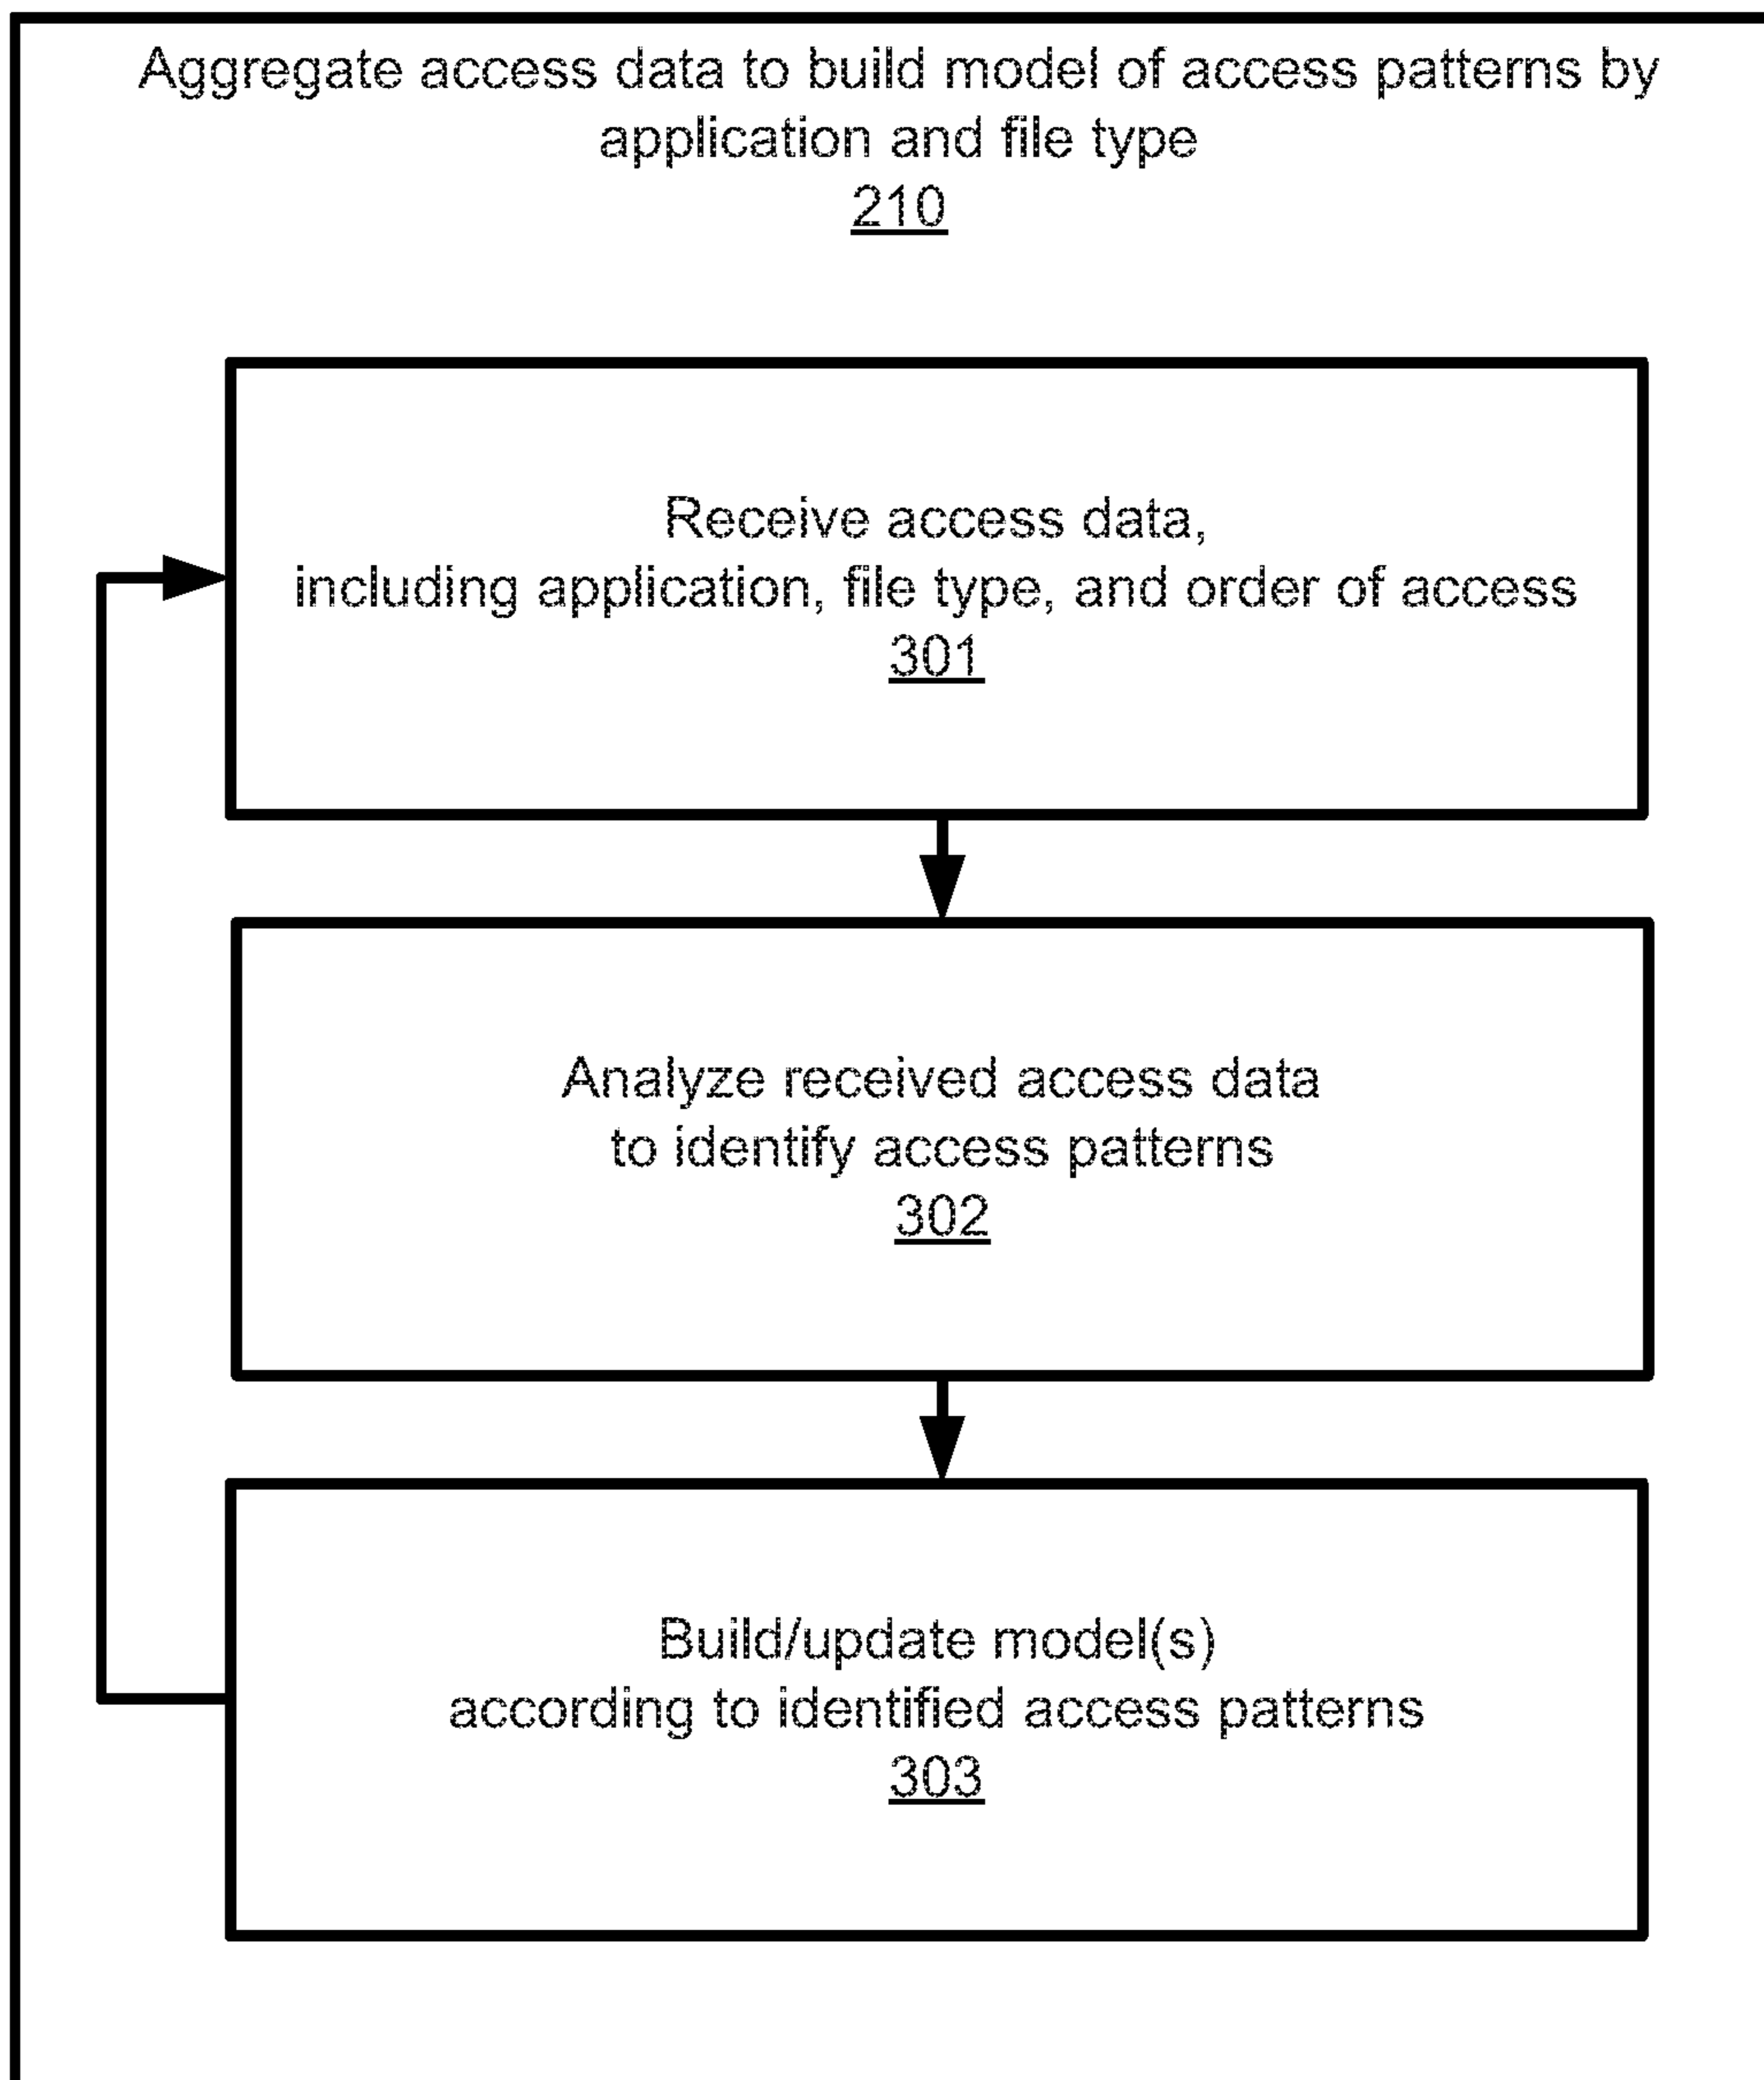 Aggregate access data to build model of access patterns by
application and file type
210
Receive access data,
including application, file type, and order of access
301
Analyze received access data
to identify access patterns
302
Build/update model(s)
according to identified access patterns
303